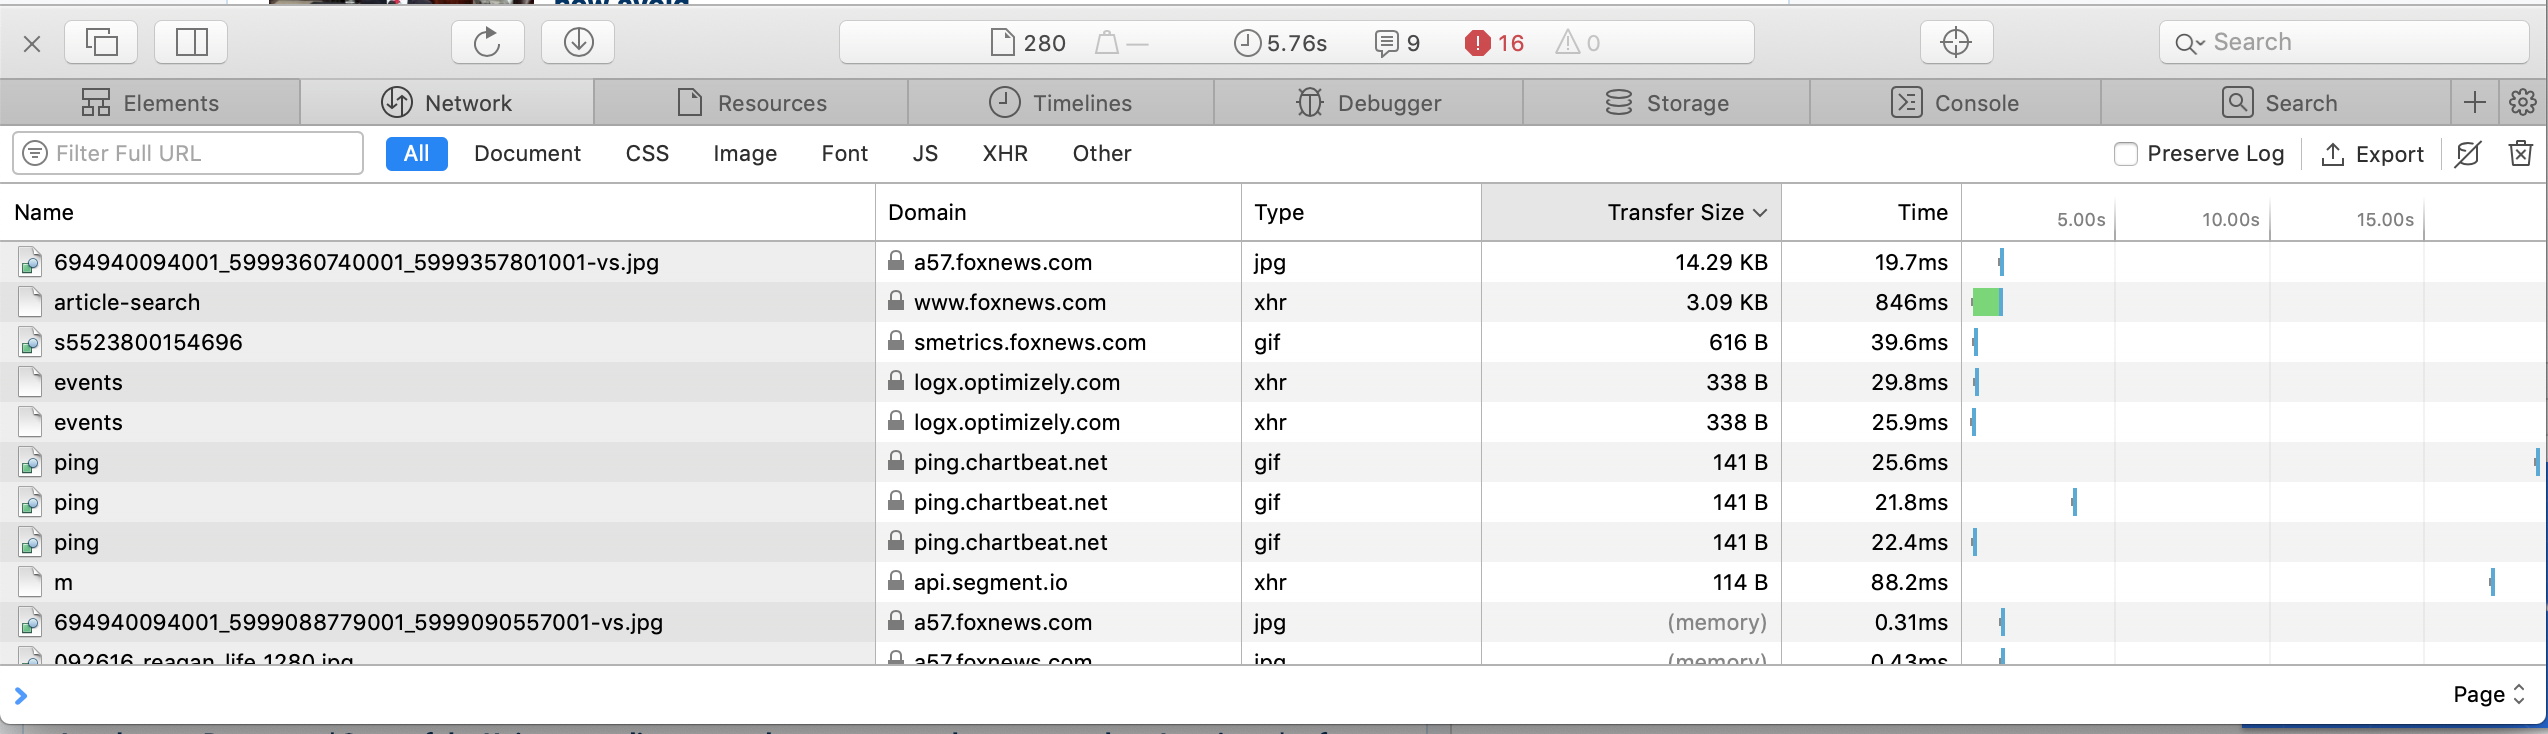 now avoid
280 — 5.76s 9 16 0 Search
Elements Network Resources Timelines Debugger Storage Console Search
Filter Full URL All Document CSS Image Font JS XHR Other Preserve Log Export
Name Domain Type Transfer Size Time 5.00s 10.00s 15.00s
694940094001_5999360740001_5999357801001-vs.jpg a57.foxnews.com jpg 14.29 KB 19.7ms
article-search www.foxnews.com xhr 3.09 KB 846ms
s5523800154696 smetrics.foxnews.com gif 616 B 39.6ms
events logx.optimizely.com xhr 338 B 29.8ms
events logx.optimizely.com xhr 338 B 25.9ms
ping ping.chartbeat.net gif 141 B 25.6ms
ping ping.chartbeat.net gif 141 B 21.8ms
ping ping.chartbeat.net gif 141 B 22.4ms
m api.segment.io xhr 114 B 88.2ms
694940094001_5999088779001_5999090557001-vs.jpg a57.foxnews.com jpg (memory) 0.31ms
092616_reagan_life_1280.jpg a57.foxnews.com jpg (memory) 0.43ms
Page